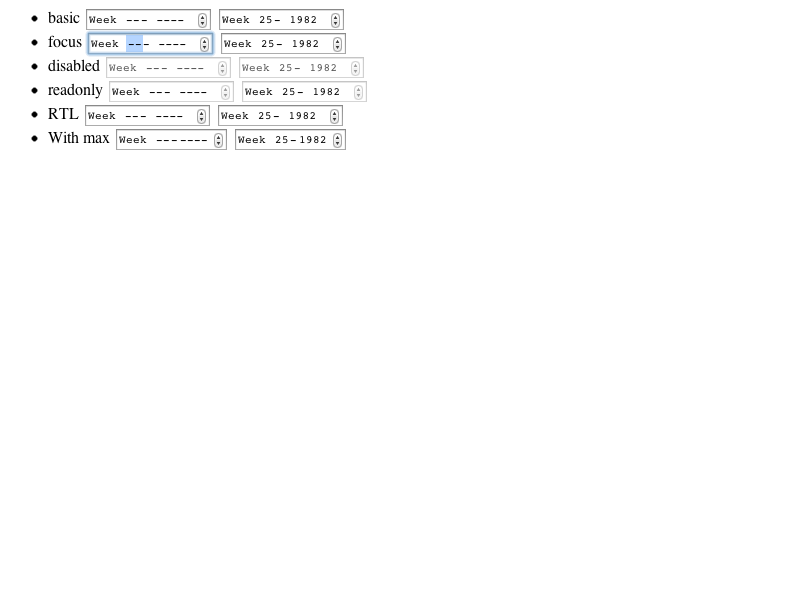 • basic Week --- ---- Week 25- 1982
• focus Week --- ---- Week 25- 1982
• disabled Week --- ---- Week 25- 1982
• readonly Week --- ---- Week 25- 1982
• RTL Week --- ---- Week 25- 1982
• With max Week ------- Week 25-1982